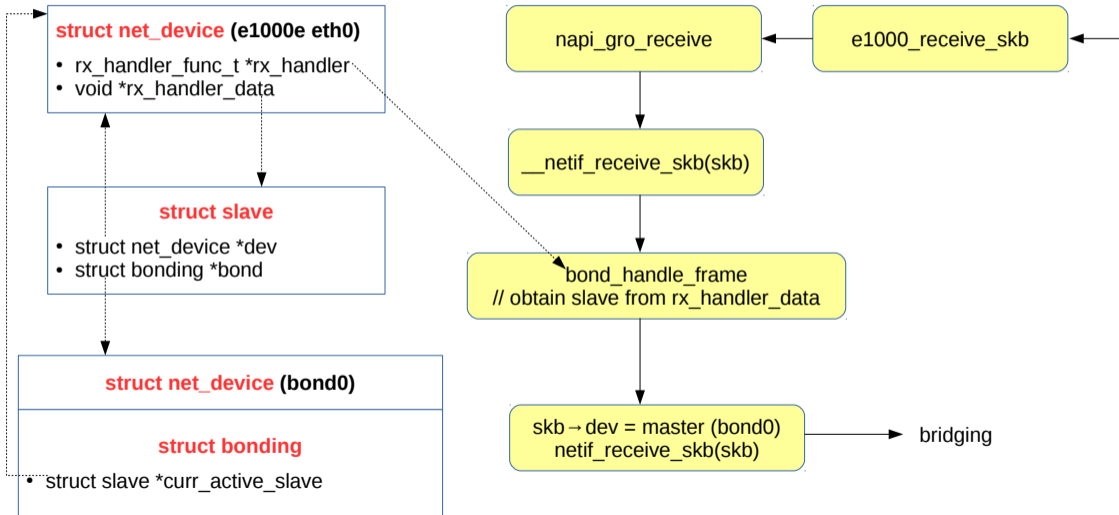 struct net_device (e1000e eth0)
• rx_handler_func_t *rx_handler
• void *rx_handler_data
struct slave
• struct net_device *dev
• struct bonding *bond
struct net_device (bond0)
struct bonding
• struct slave *curr_active_slave
napi_gro_receive
e1000_receive_skb
__netif_receive_skb(skb)
bond_handle_frame
// obtain slave from rx_handler_data
skb→dev = master (bond0)
netif_receive_skb(skb)
bridging